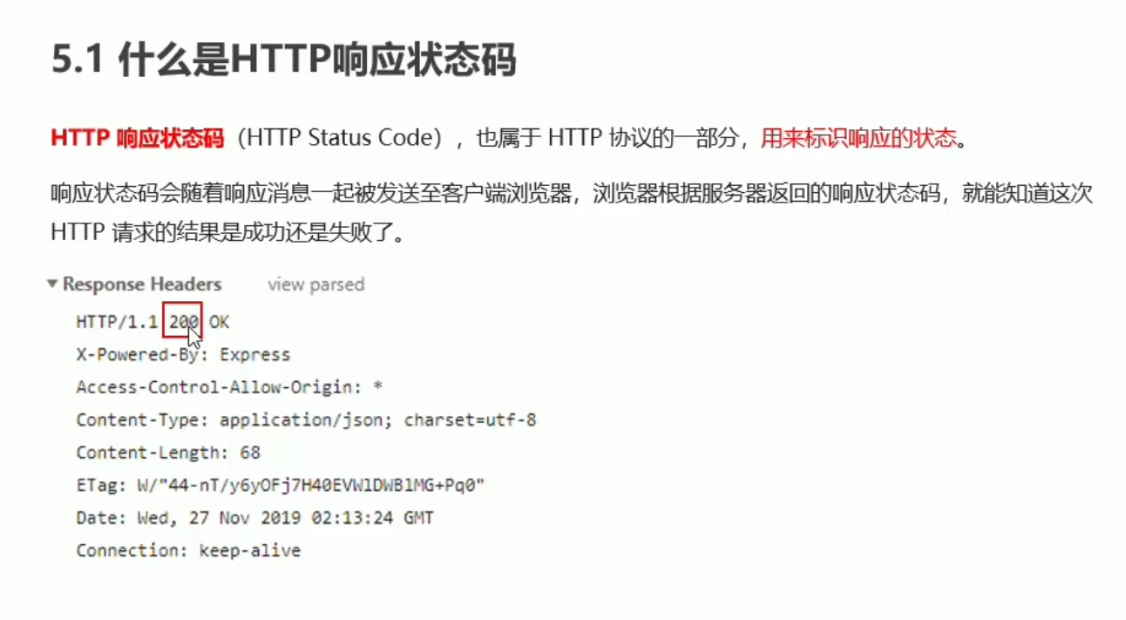 5.1 什么是HTTP响应状态码
HTTP 响应状态码（HTTP Status Code），也属于 HTTP 协议的一部分，用来标识响应的状态。
响应状态码会随着响应消息一起被发送至客户端浏览器，浏览器根据服务器返回的响应状态码，就能知道这次
HTTP 请求的结果是成功还是失败了。
Response Headers view parsed
HTTP/1.1 200 OK
X-Powered-By: Express
Access-Control-Allow-Origin: *
Content-Type: application/json; charset=utf-8
Content-Length: 68
ETag: W/"44-nT/y6yOFj7H40EVWlDWBlMG+Pq0"
Date: Wed, 27 Nov 2019 02:13:24 GMT
Connection: keep-alive